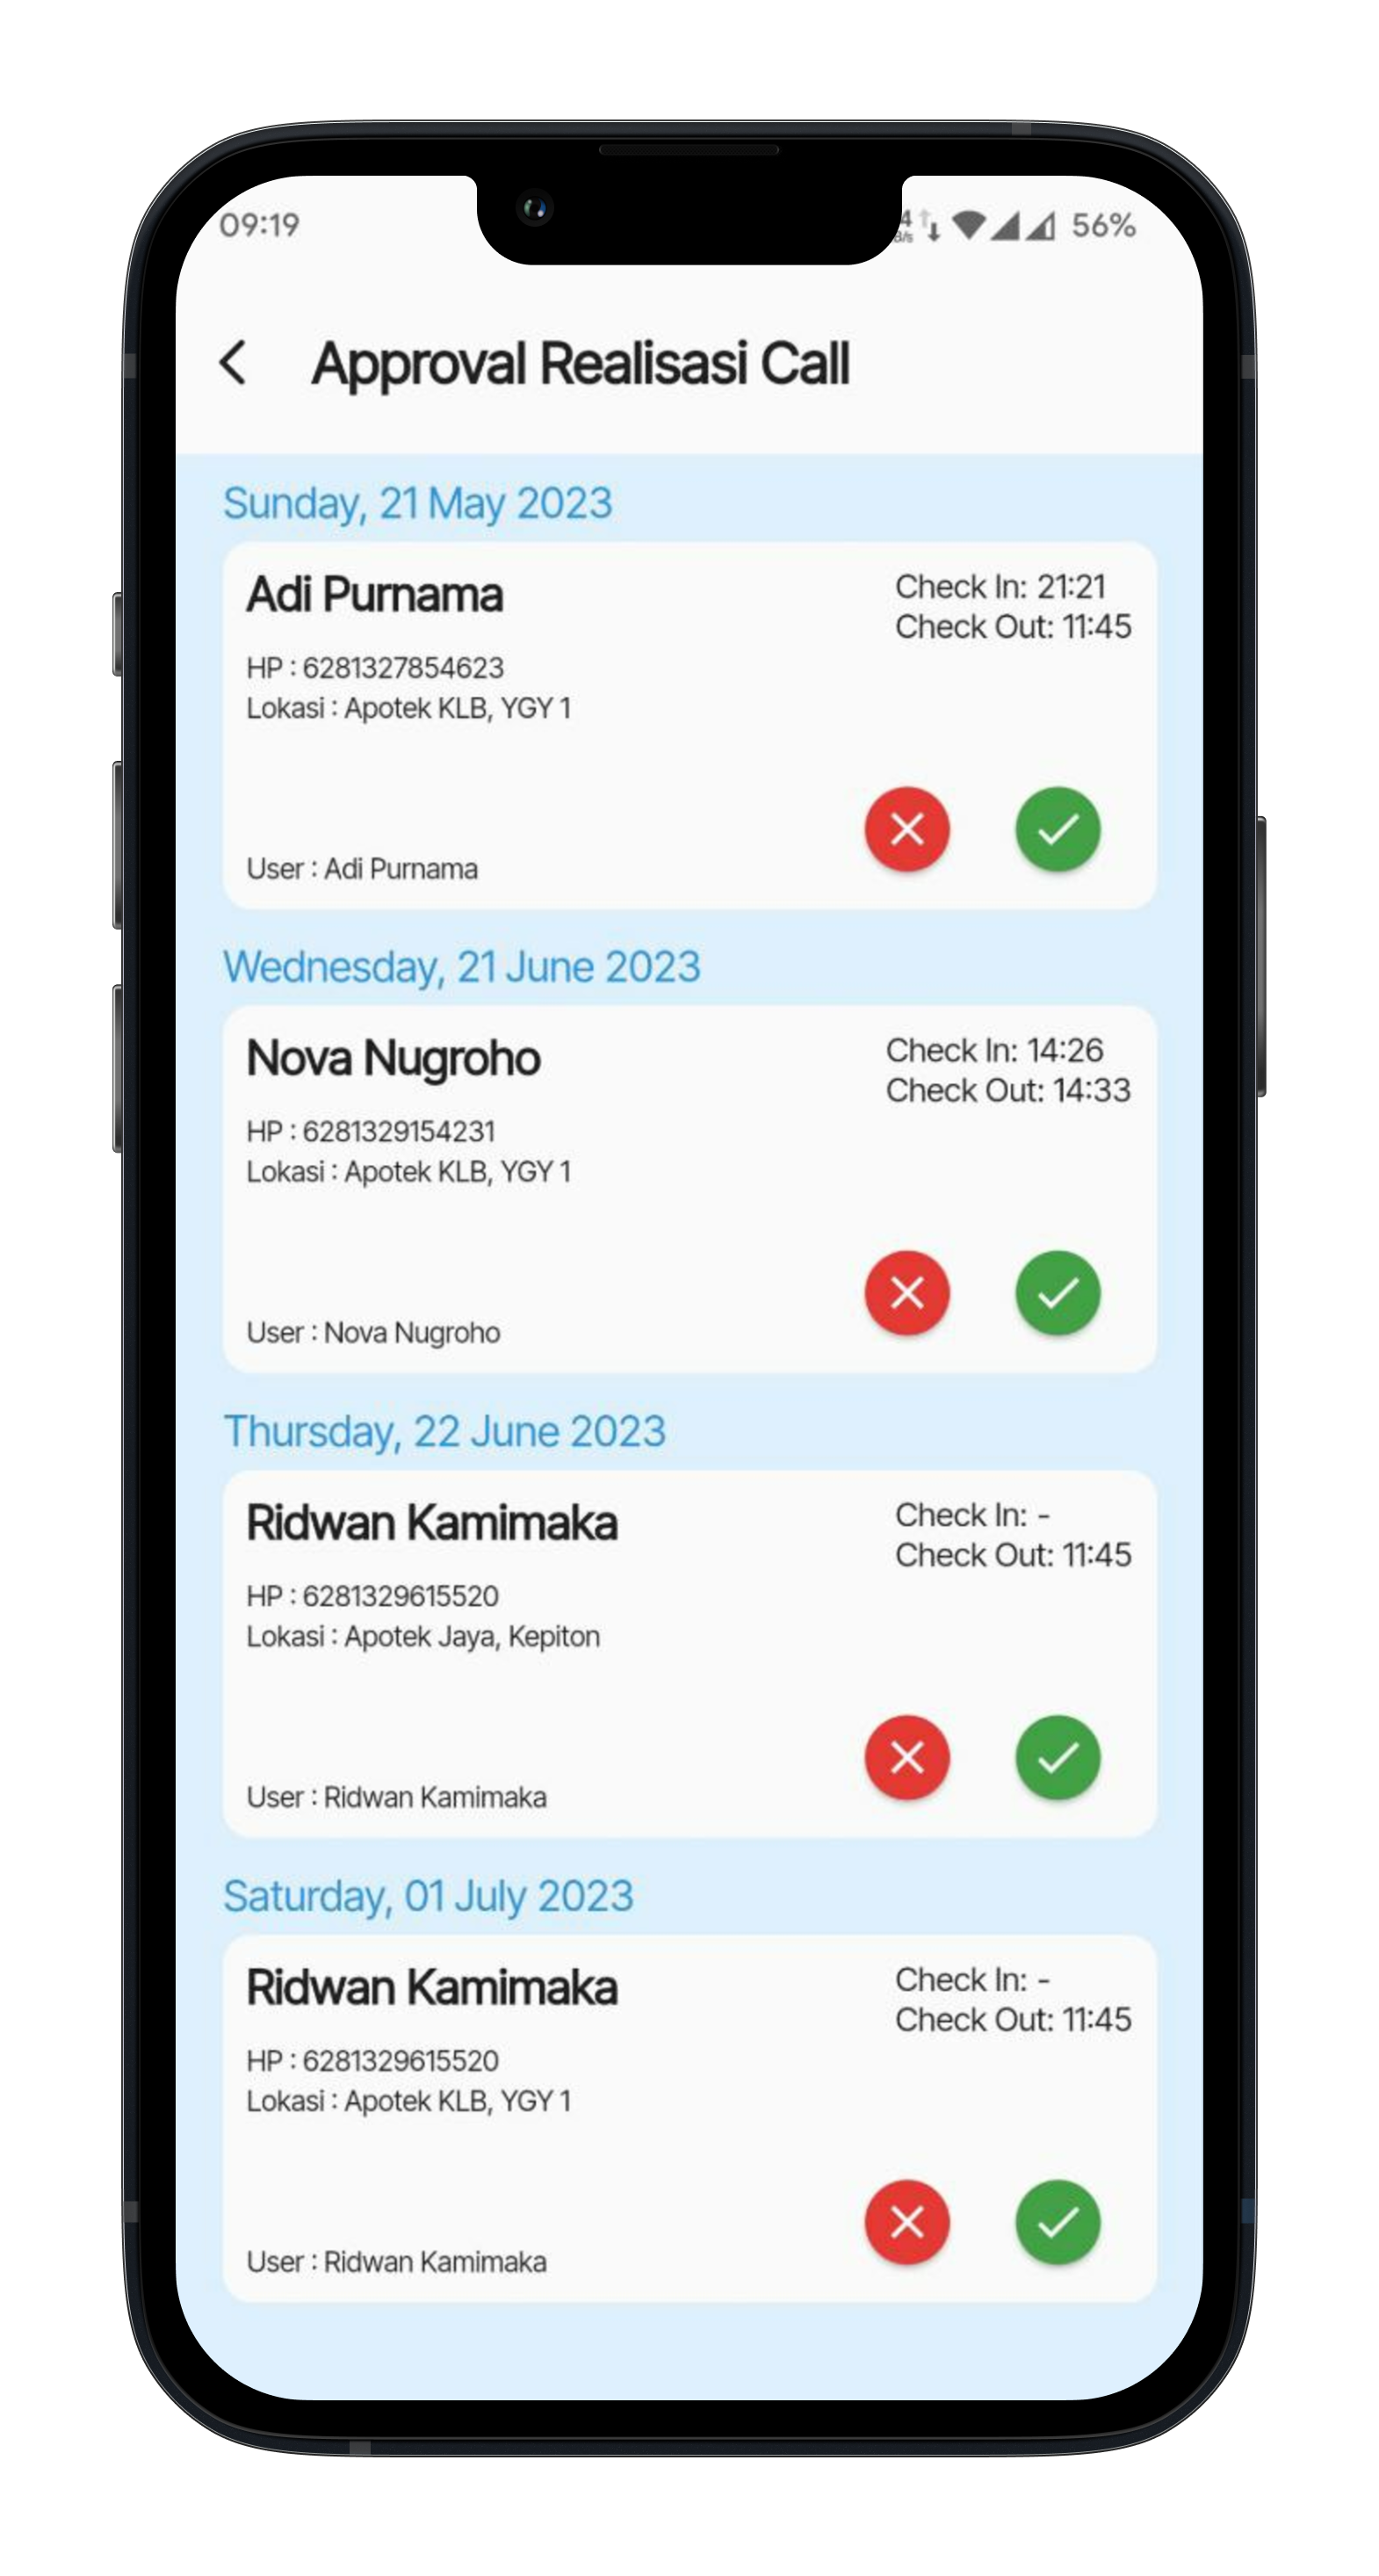 09:19
56%
Approval Realisasi Call
Sunday, 21 May 2023
Adi Purnama
Check In: 21:21
Check Out: 11:45
HP : 6281327854623
Lokasi : Apotek KLB, YGY 1
User : Adi Purnama
Wednesday, 21 June 2023
Nova Nugroho
Check In: 14:26
Check Out: 14:33
HP : 6281329154231
Lokasi : Apotek KLB, YGY 1
User : Nova Nugroho
Thursday, 22 June 2023
Ridwan Kamimaka
Check In: -
Check Out: 11:45
HP : 6281329615520
Lokasi : Apotek Jaya, Kepiton
User : Ridwan Kamimaka
Saturday, 01 July 2023
Ridwan Kamimaka
Check In: -
Check Out: 11:45
HP : 6281329615520
Lokasi : Apotek KLB, YGY 1
User : Ridwan Kamimaka